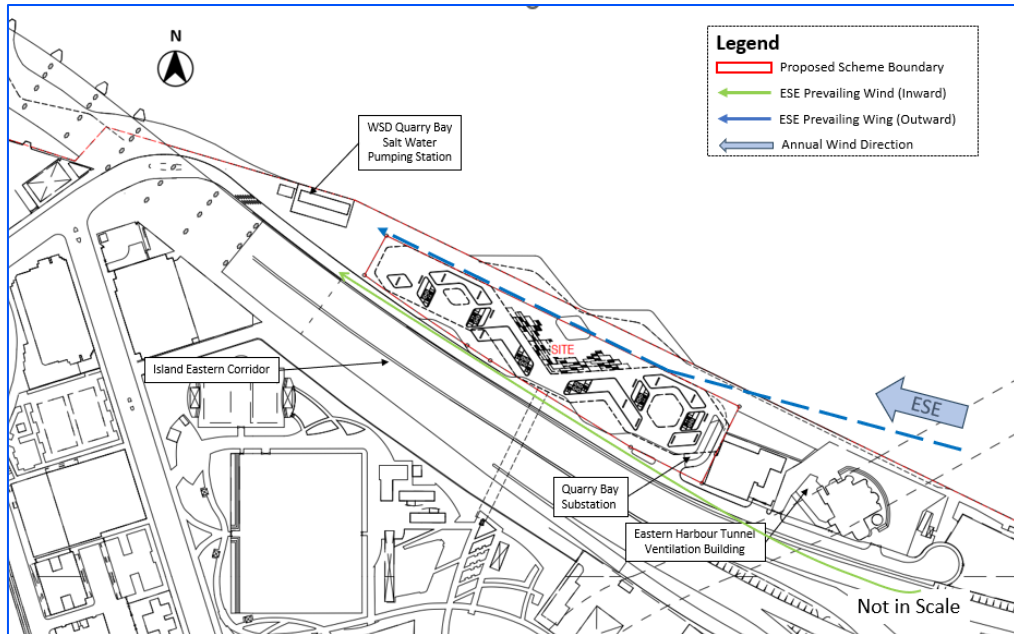 N
Legend
Proposed Scheme Boundary
ESE Prevailing Wind (Inward)
ESE Prevailing Wing (Outward)
Annual Wind Direction
WSD Quarry Bay
Salt Water
Pumping Station
SITE
Island Eastern Corridor
ESE
Quarry Bay
Substation
Eastern Harbour Tunnel
Ventilation Building
Not in Scale